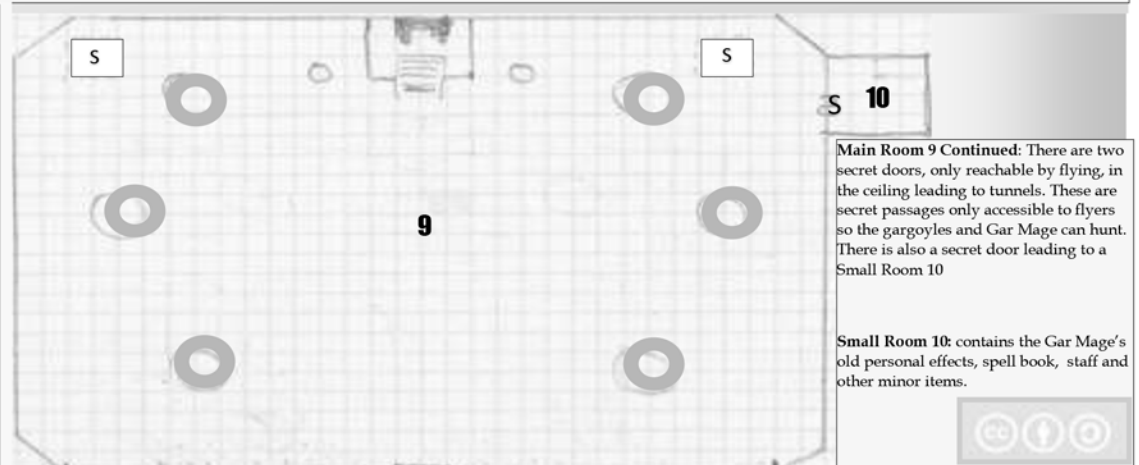 S
S
S 10
9
Main Room 9 Continued: There are two
secret doors, only reachable by flying, in
the ceiling leading to tunnels. These are
secret passages only accessible to flyers
so the gargoyles and Gar Mage can hunt.
There is also a secret door leading to a
Small Room 10
Small Room 10: contains the Gar Mage's
old personal effects, spell book, staff and
other minor items.
cc